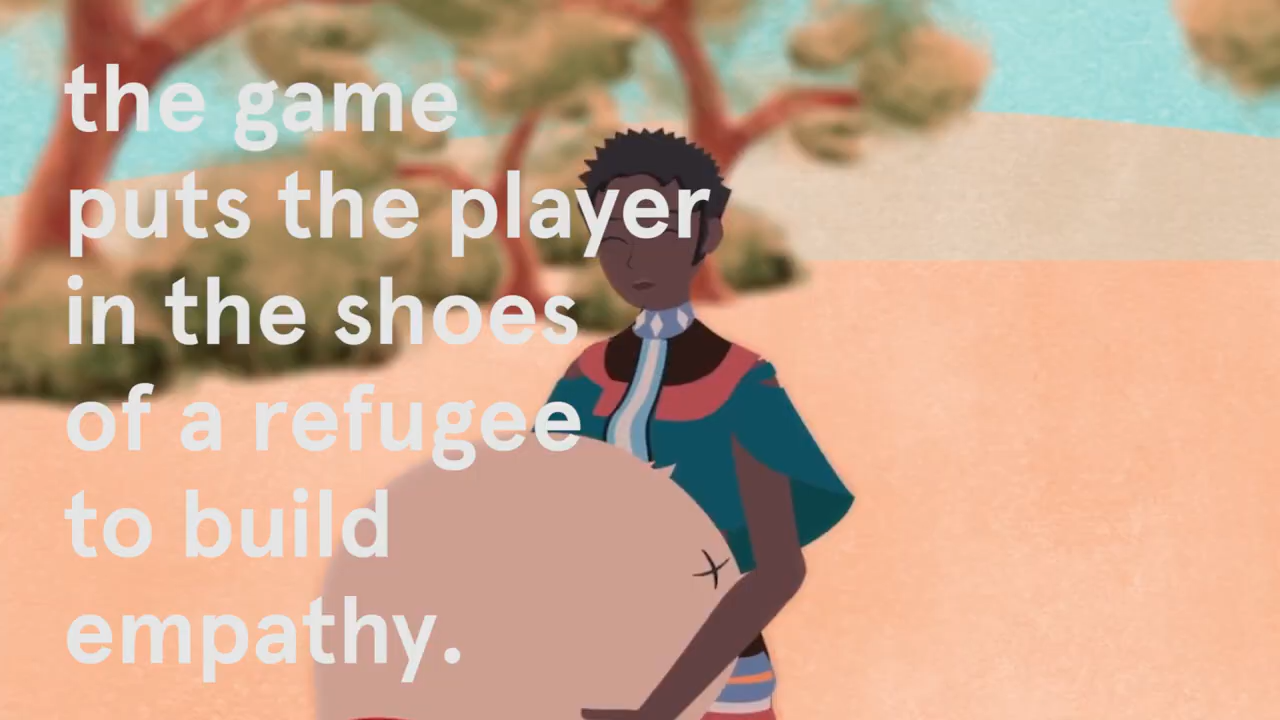 the game
puts the player
in the shoes
of a refugee
to build
empathy.